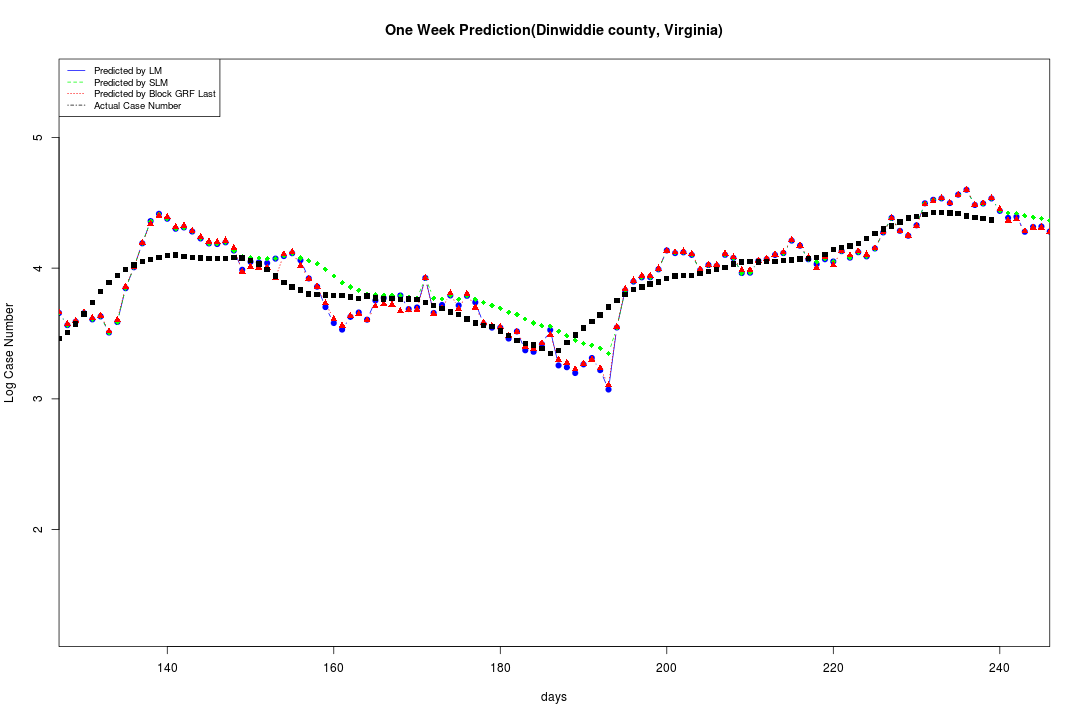 One Week Prediction(Dinwiddie county, Virginia)
Predicted by LM
Predicted by SLM
Predicted by Block GRF Last
Actual Case Number
5
4
3
2
Log Case Number
140 160 180 200 220 240
days